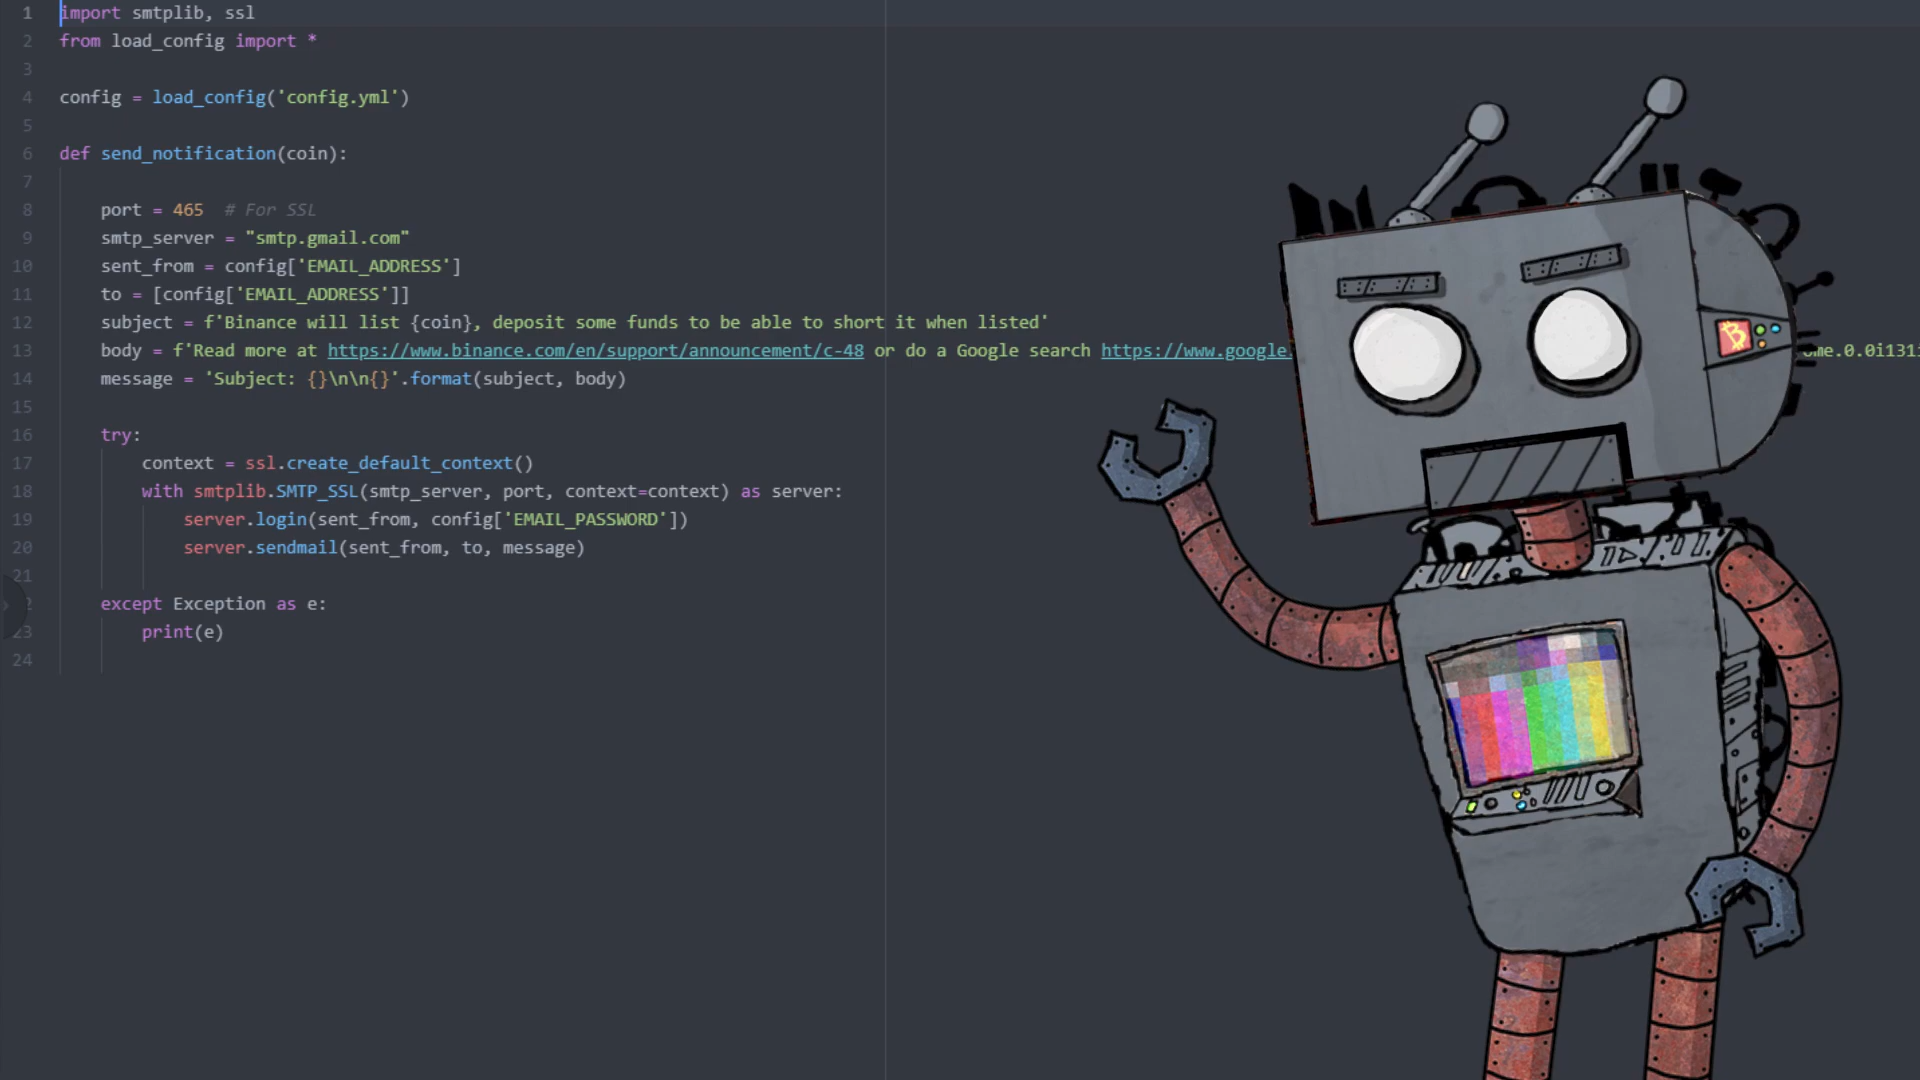 1 import smtplib, ssl
2 from load_config import *
3
4 config = load_config('config.yml')
5
6 def send_notification(coin):
7
8 port = 465 # For SSL
9 smtp_server = "smtp.gmail.com"
10 sent_from = config['EMAIL_ADDRESS']
11 to = [config['EMAIL_ADDRESS']]
12 subject = f'Binance will list {coin}, deposit some funds to be able to short it when listed'
13 body = f'Read more at https://www.binance.com/en/support/announcement/c-48 or do a Google search https://www.google. ome.0.0i131i
14 message = 'Subject: {}\n\n{}'.format(subject, body)
15
16 try:
17 context = ssl.create_default_context()
18 with smtplib.SMTP_SSL(smtp_server, port, context=context) as server:
19 server.login(sent_from, config['EMAIL_PASSWORD'])
20 server.sendmail(sent_from, to, message)
21
2 except Exception as e:
23 print(e)
24